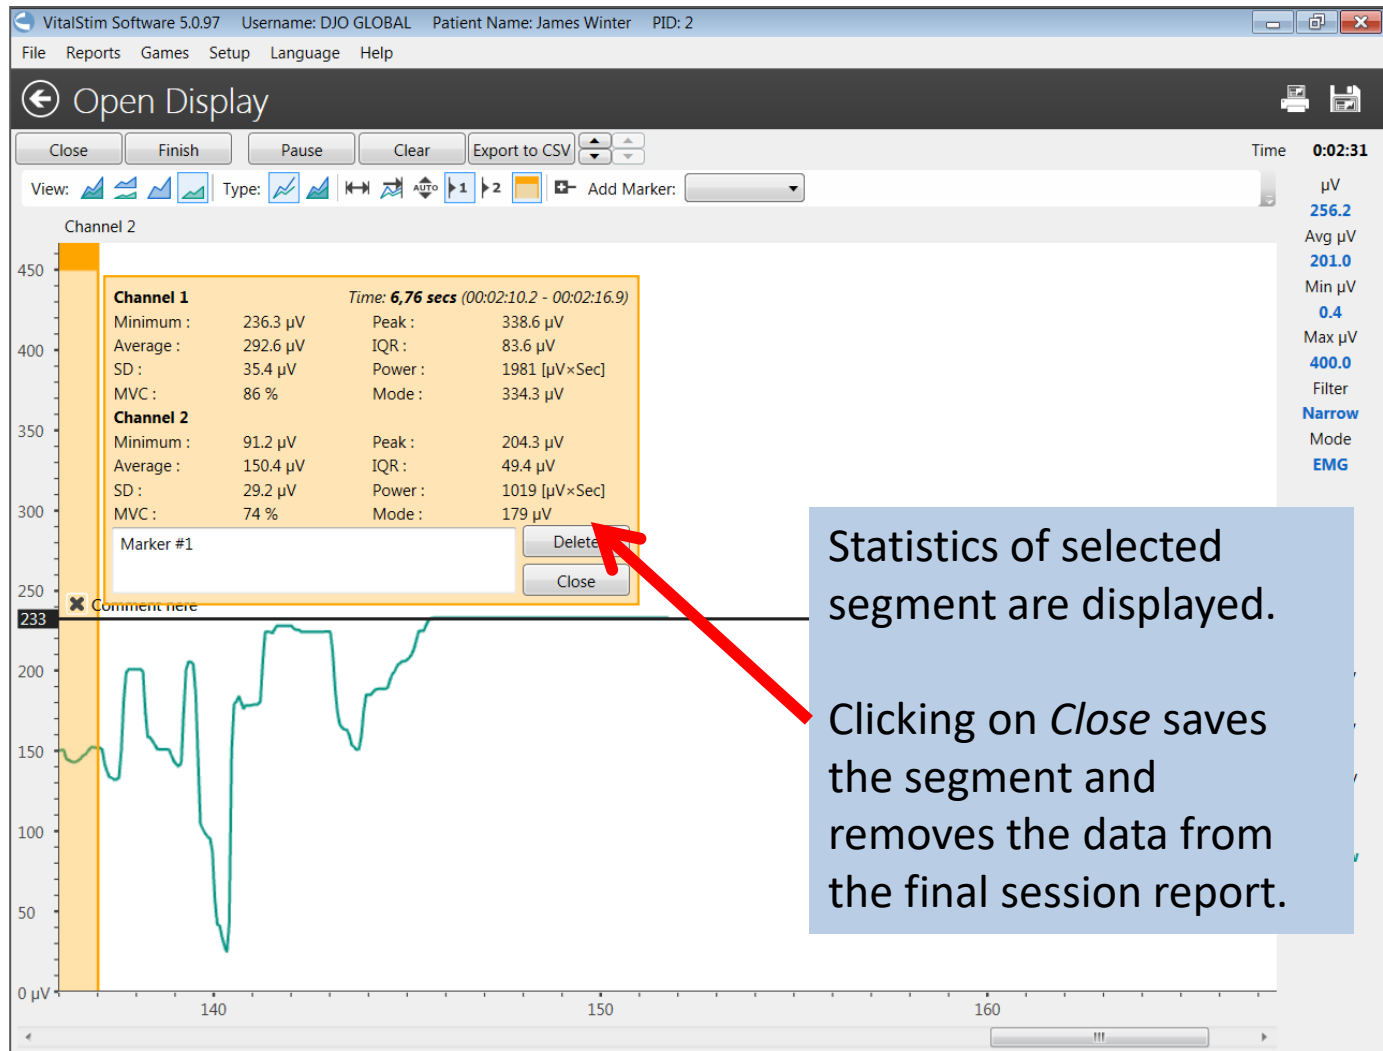 VitalStim Software 5.0.97 Username: DJO GLOBAL Patient Name: James Winter PID: 2
File Reports Games Setup Language Help
Open Display
Close Finish Pause Clear Export to CSV Time 0:02:31
View: Type: AUTO 1 2 Add Marker:
µV
256.2
Avg µV
201.0
Min µV
0.4
Max µV
400.0
Filter
Narrow
Mode
EMG
Channel 2
450
400
350
300
250
233
200
150
100
50
0 µV
Channel 1 Time: 6,76 secs (00:02:10.2 - 00:02:16.9)
Minimum : 236.3 µV Peak : 338.6 µV
Average : 292.6 µV IQR : 83.6 µV
SD : 35.4 µV Power : 1981 [µV×Sec]
MVC : 86 % Mode : 334.3 µV
Channel 2
Minimum : 91.2 µV Peak : 204.3 µV
Average : 150.4 µV IQR : 49.4 µV
SD : 29.2 µV Power : 1019 [µV×Sec]
MVC : 74 % Mode : 179 µV
Marker #1 Delete
Close
Comment here
Statistics of selected
segment are displayed.
Clicking on Close saves
the segment and
removes the data from
the final session report.
140 150 160